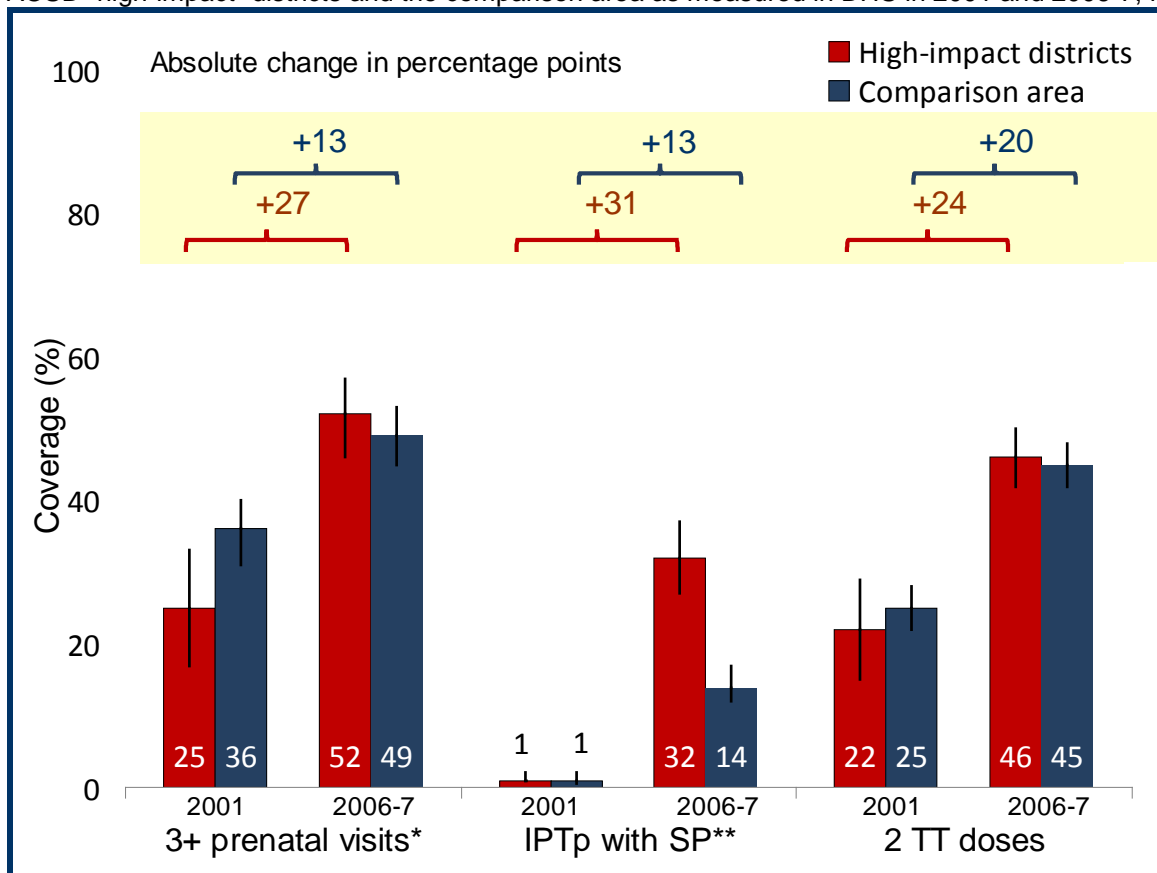 Absolute change in percentage points
High-impact districts
Comparison area
+13 +13 +20
+27 +31 +24
Coverage (%)
100
80
60
40
20
0
25 36 52 49 1 1 32 14 22 25 46 45
2001 2006-7 2001 2006-7 2001 2006-7
3+ prenatal visits* IPTp with SP** 2 TT doses